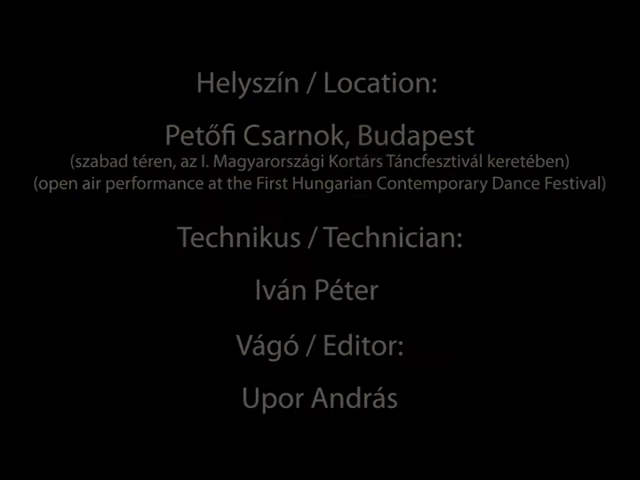 Helyszín / Location:
Petőfi Csarnok, Budapest
(szabad téren, az I. Magyarországi Kortárs Táncfesztivál keretében)
(open air performance at the First Hungarian Contemporary Dance Festival)
Technikus / Technician:
Iván Péter
Vágó / Editor:
Upor András